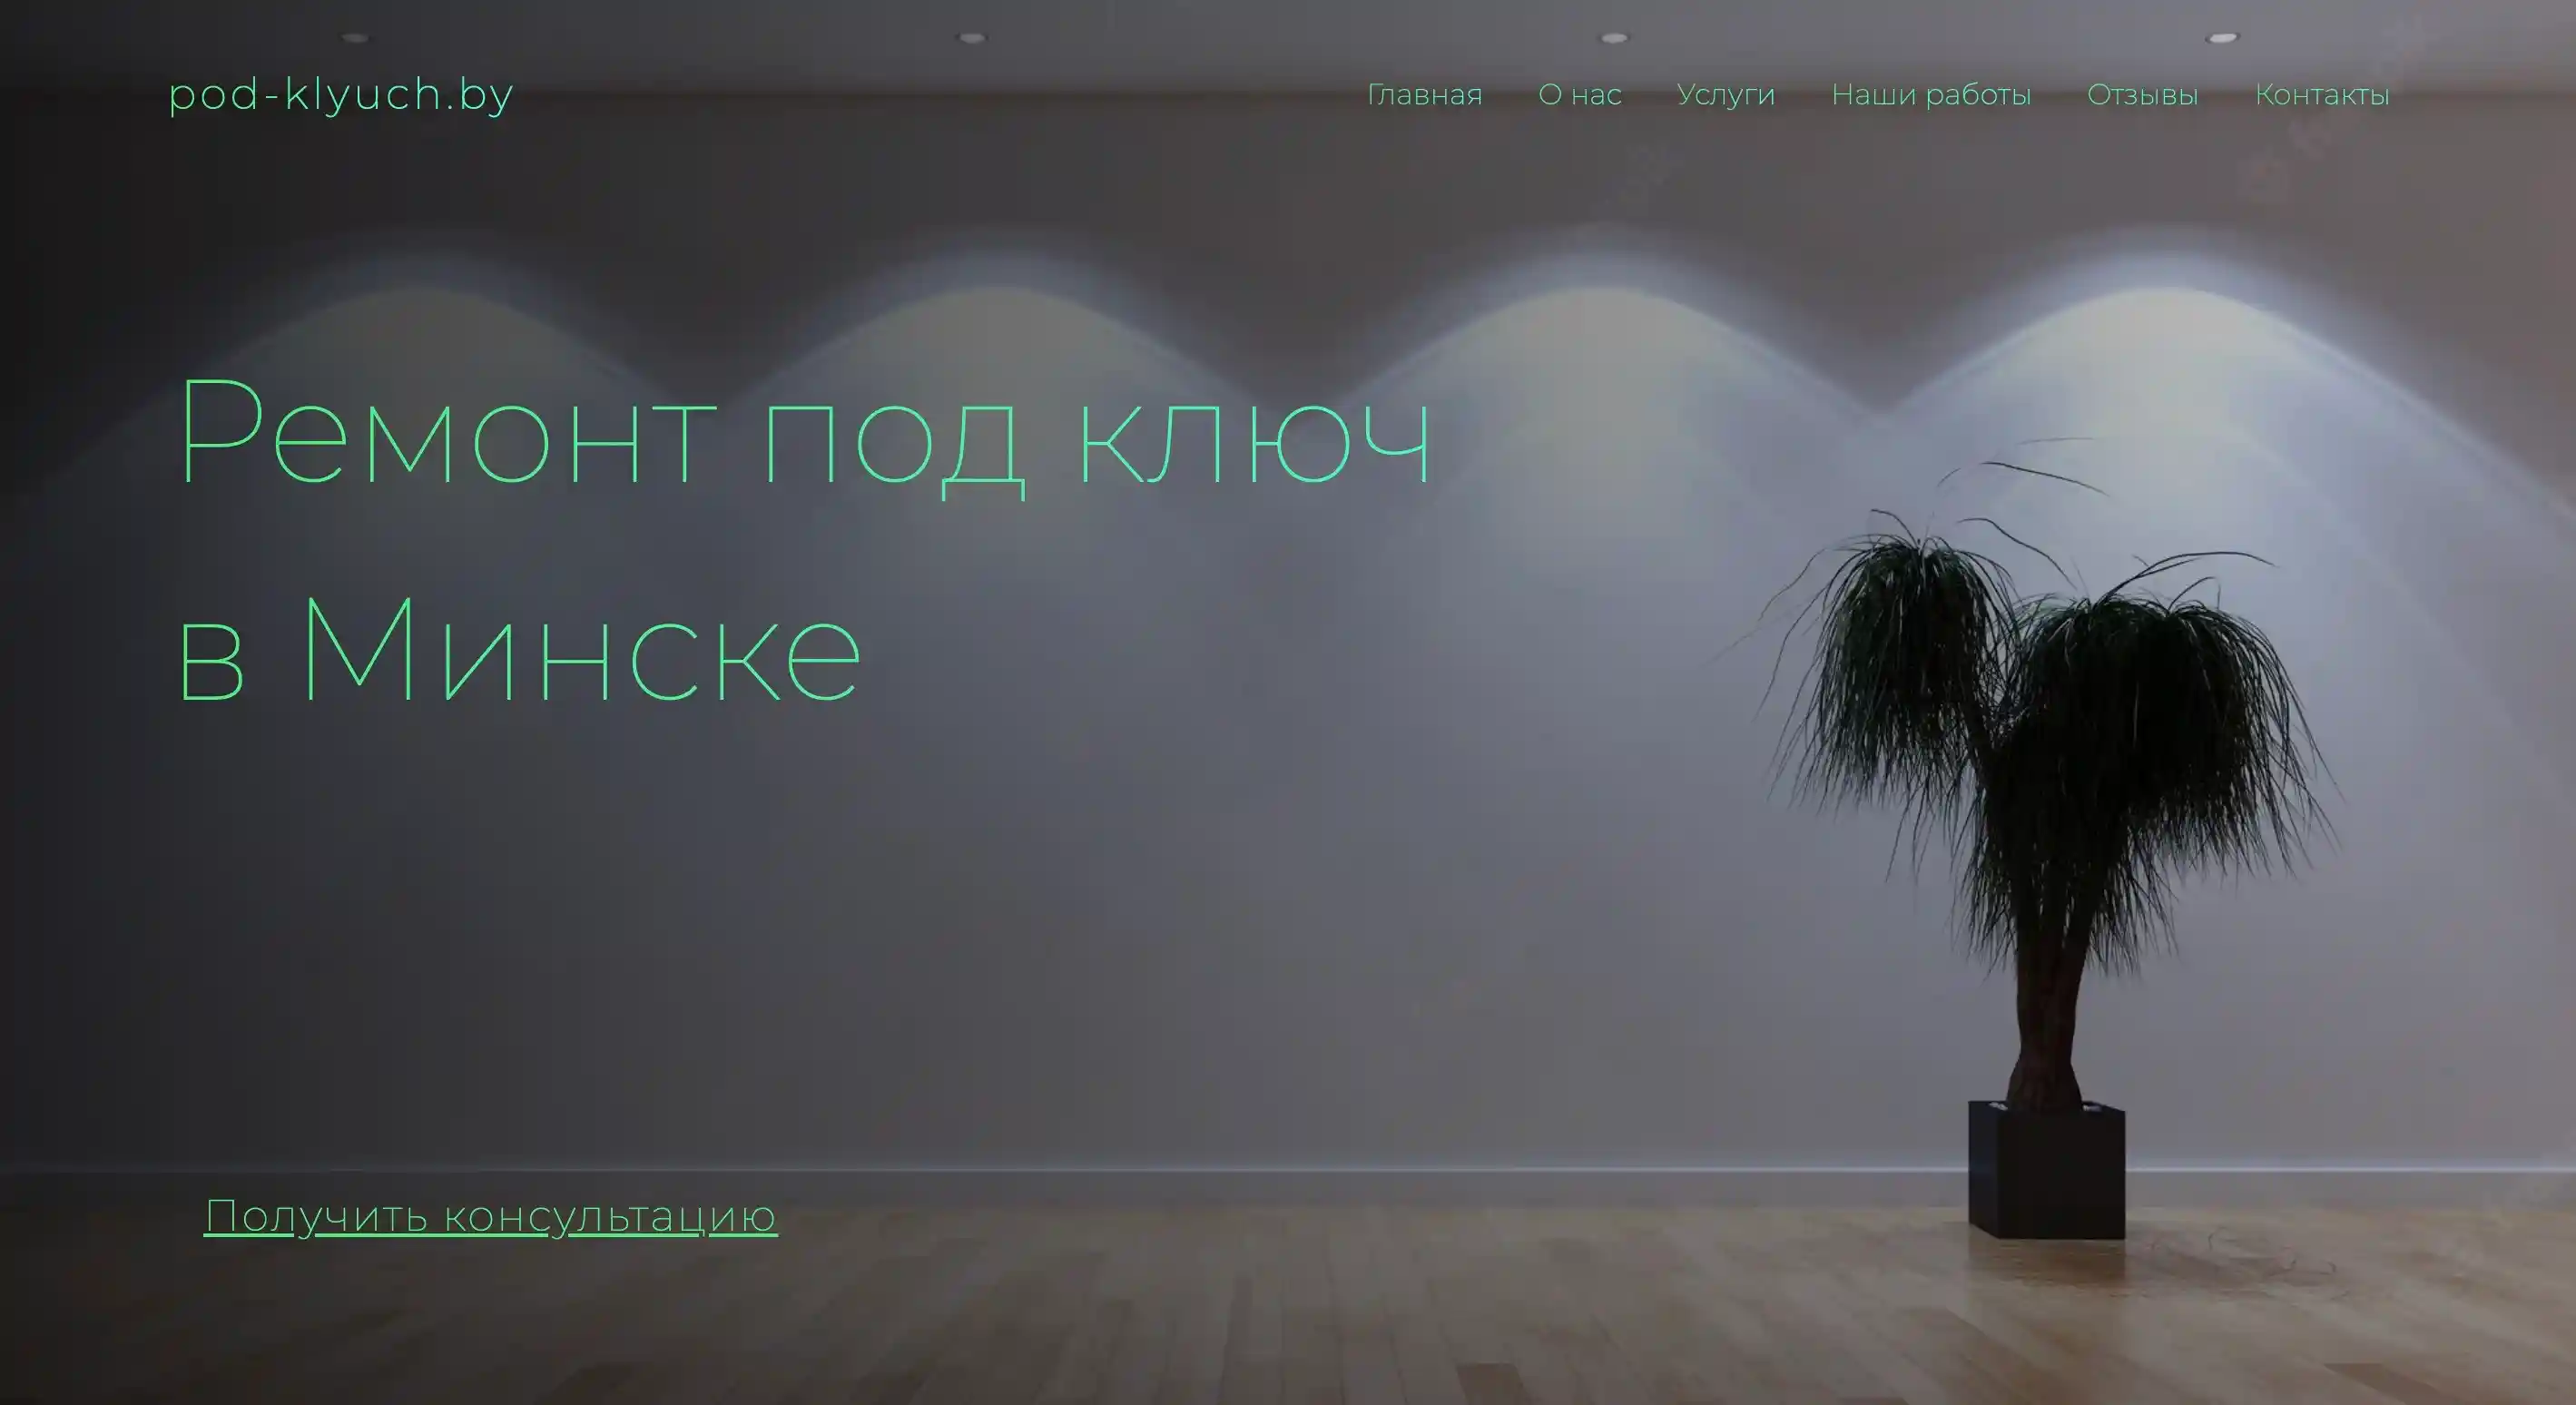 pod-klyuch.by
Главная О нас Услуги Наши работы Отзывы Контакты
Ремонт под ключ
в Минске
Получить консультацию